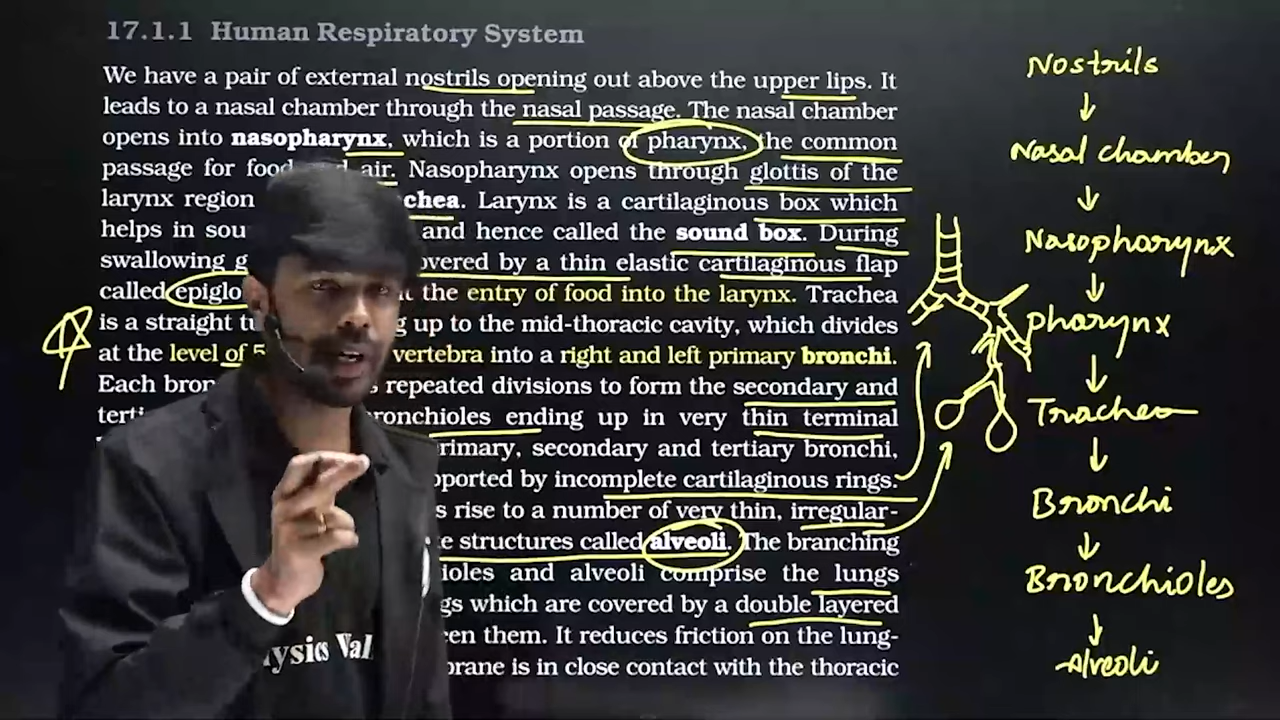 17.1.1 Human Respiratory System
We have a pair of external nostrils opening out above the upper lips. It
leads to a nasal chamber through the nasal passage. The nasal chamber
opens into nasopharynx, which is a portion of pharynx, the common
passage for food air. Nasopharynx opens through glottis of the
larynx region chea. Larynx is a cartilaginous box which
helps in sou and hence called the sound box. During
swallowing g overed by a thin elastic cartilaginous flap
called epiglo t the entry of food into the larynx. Trachea
is a straight tu g up to the mid-thoracic cavity, which divides
at the level of 5 vertebra into a right and left primary bronchi.
Each bron s repeated divisions to form the secondary and
terti ronchioles ending up in very thin terminal
rimary, secondary and tertiary bronchi,
ported by incomplete cartilaginous rings.
s rise to a number of very thin, irregular-
e structures called alveoli. The branching
ioles and alveoli comprise the lungs
gs which are covered by a double layered
een them. It reduces friction on the lung-
brane is in close contact with the thoracic
Nostrils
Nasal chamber
Nasopharynx
pharynx
Trachea
Bronchi
Bronchioles
Alveoli
ysics Wal